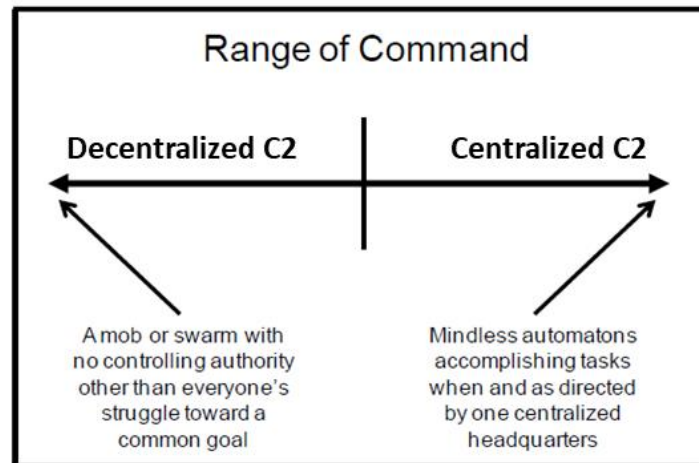 Range of Command
Decentralized C2
Centralized C2
A mob or swarm with
no controlling authority
other than everyone's
struggle toward a
common goal
Mindless automatons
accomplishing tasks
when and as directed
by one centralized
headquarters